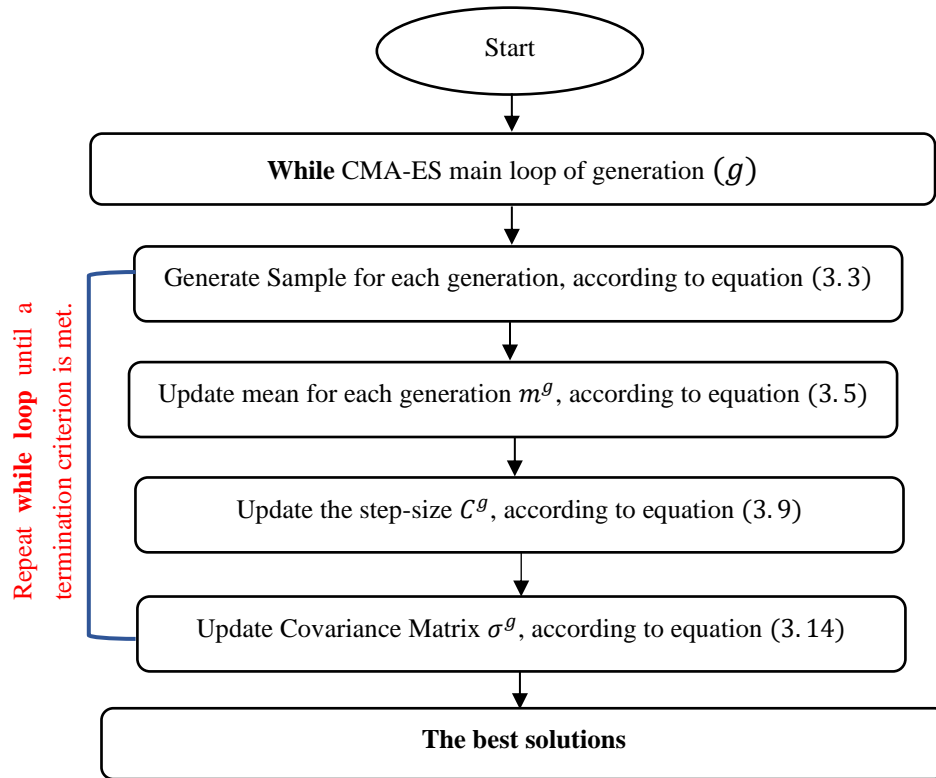 Start
While CMA-ES main loop of generation (g)
Generate Sample for each generation, according to equation (3.3)
Update mean for each generation m^g, according to equation (3.5)
Update the step-size C^g, according to equation (3.9)
Update Covariance Matrix σ^g, according to equation (3.14)
The best solutions
Repeat while loop until a
termination criterion is met.